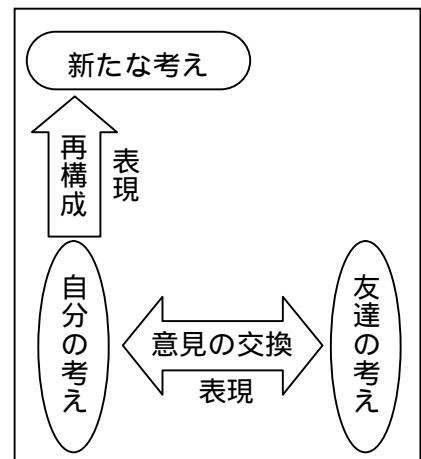 新たな考え
再構成
表現
自分の考え
意見の交換
表現
友達の考え